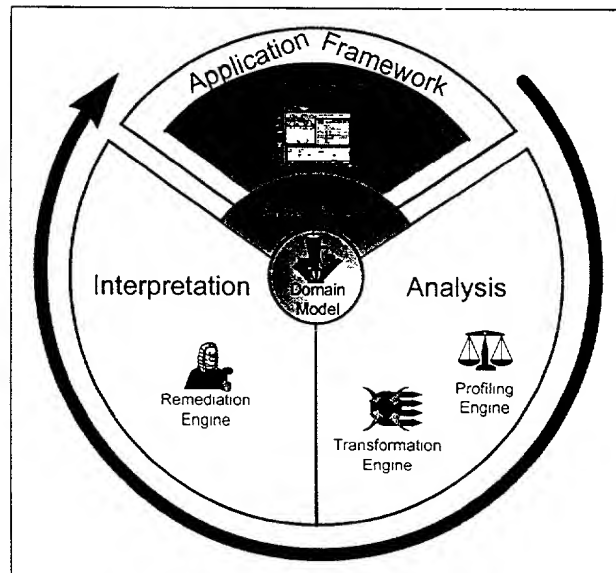 Application Framework
Interpretation
Domain
Model
Analysis
Remediation
Engine
Profiling
Engine
Transformation
Engine